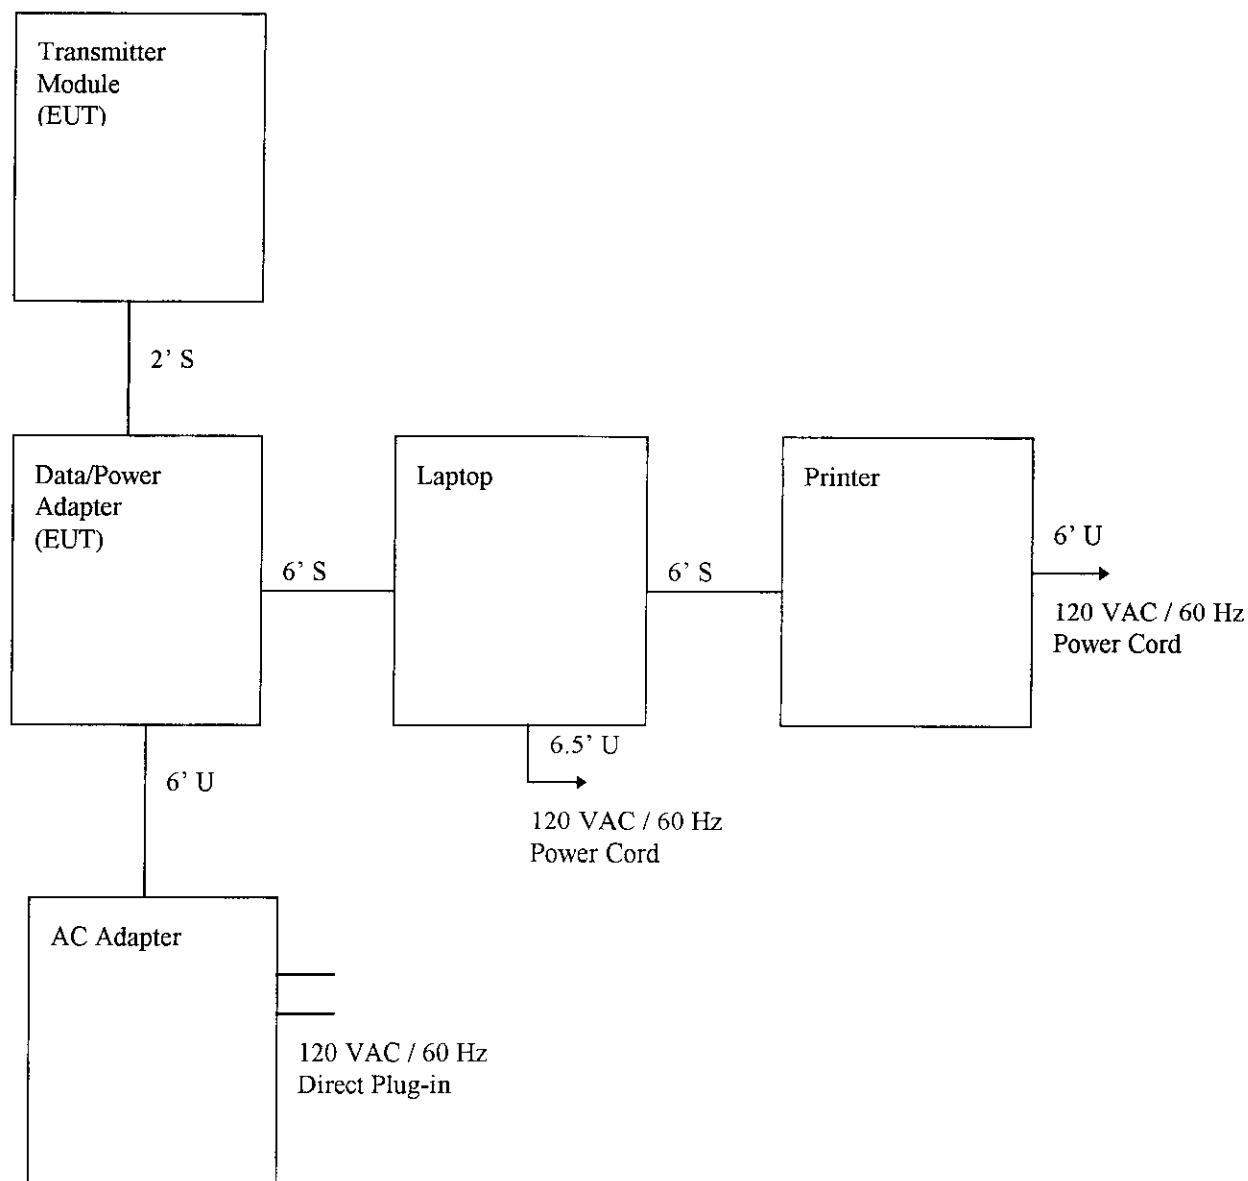 Transmitter
Module
(EUT)
2’ S
Data/Power
Adapter
(EUT)
6’ S
Laptop
6’ S
Printer
6’ U
120 VAC / 60 Hz
Power Cord
6.5’ U
120 VAC / 60 Hz
Power Cord
6’ U
AC Adapter
120 VAC / 60 Hz
Direct Plug-in